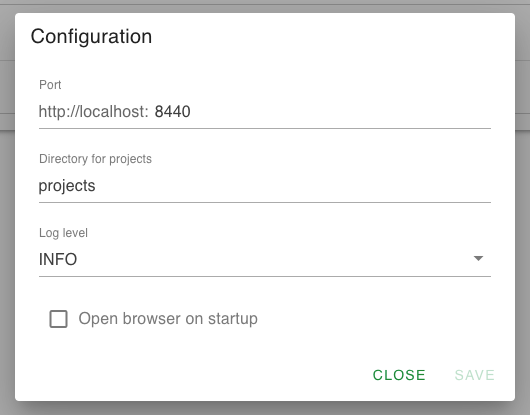 Configuration
Port
http://localhost: 8440
Directory for projects
projects
Log level
INFO
Open browser on startup
CLOSE SAVE